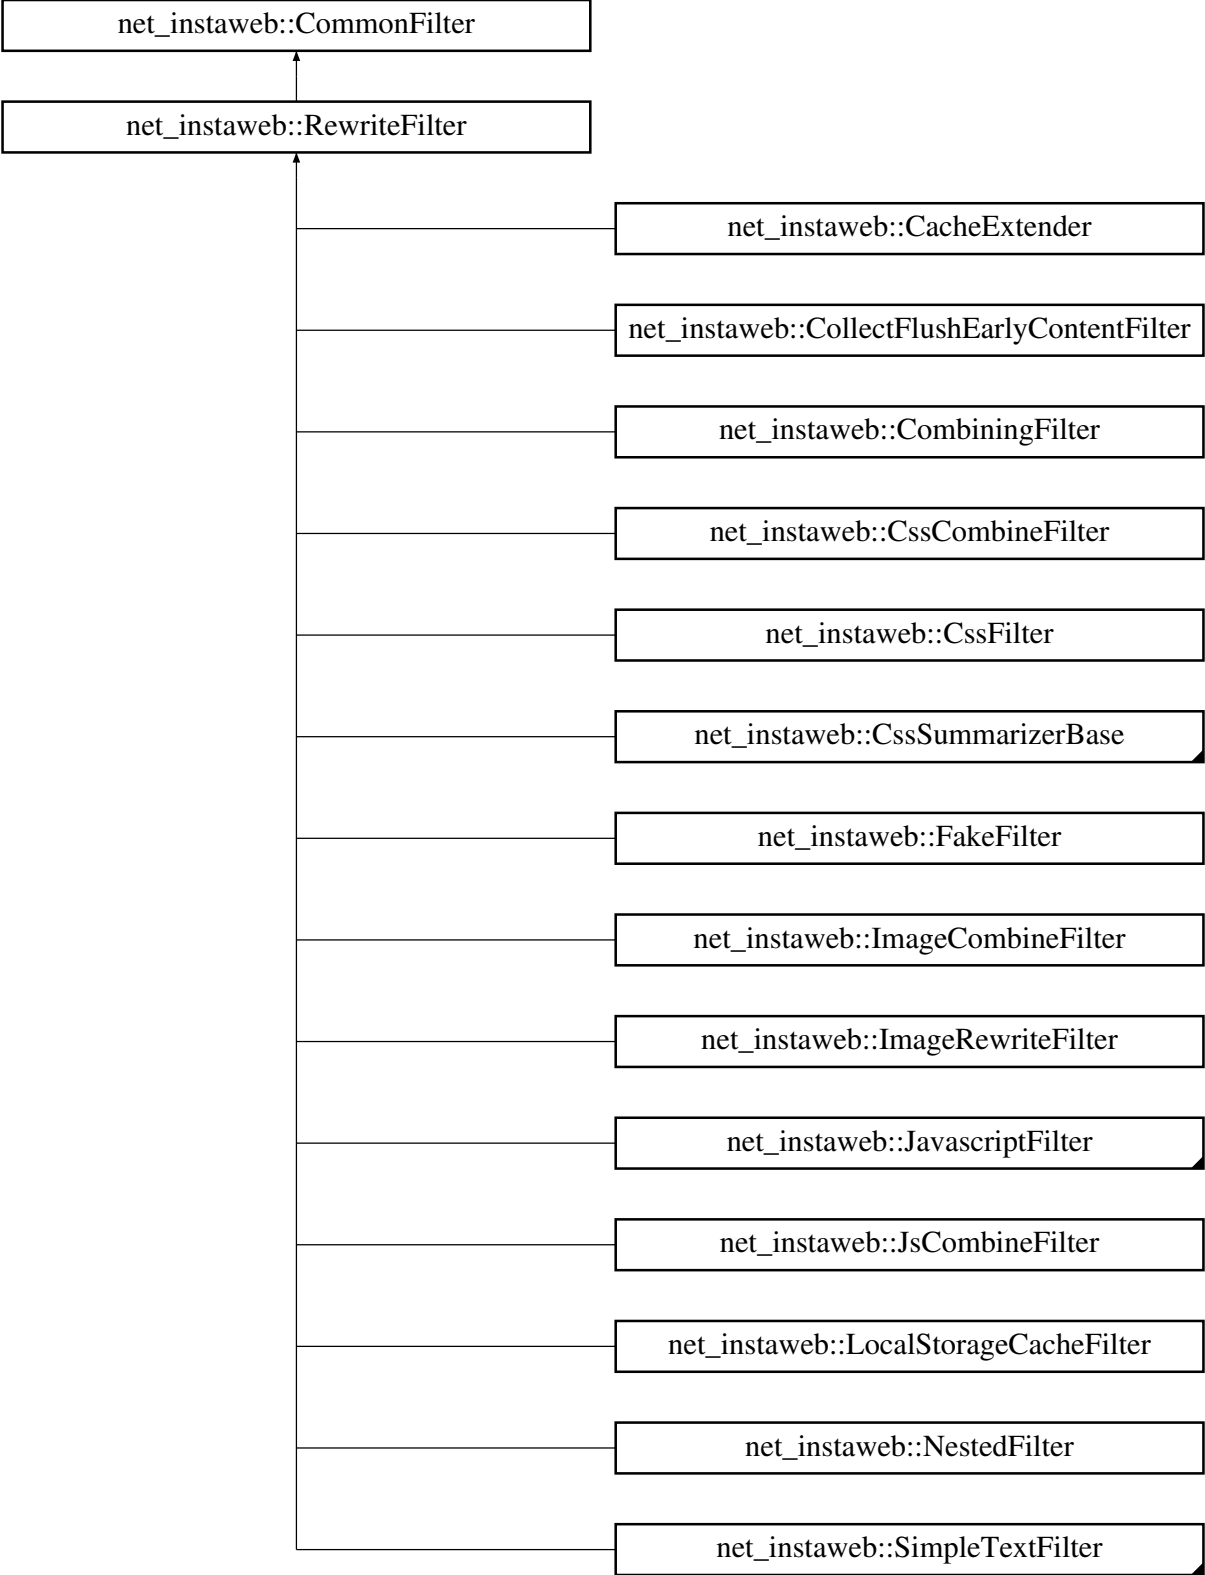 net_instaweb::CommonFilter
net_instaweb::RewriteFilter
net_instaweb::CacheExtender
net_instaweb::CollectFlushEarlyContentFilter
net_instaweb::CombiningFilter
net_instaweb::CssCombineFilter
net_instaweb::CssFilter
net_instaweb::CssSummarizerBase
net_instaweb::FakeFilter
net_instaweb::ImageCombineFilter
net_instaweb::ImageRewriteFilter
net_instaweb::JavascriptFilter
net_instaweb::JsCombineFilter
net_instaweb::LocalStorageCacheFilter
net_instaweb::NestedFilter
net_instaweb::SimpleTextFilter